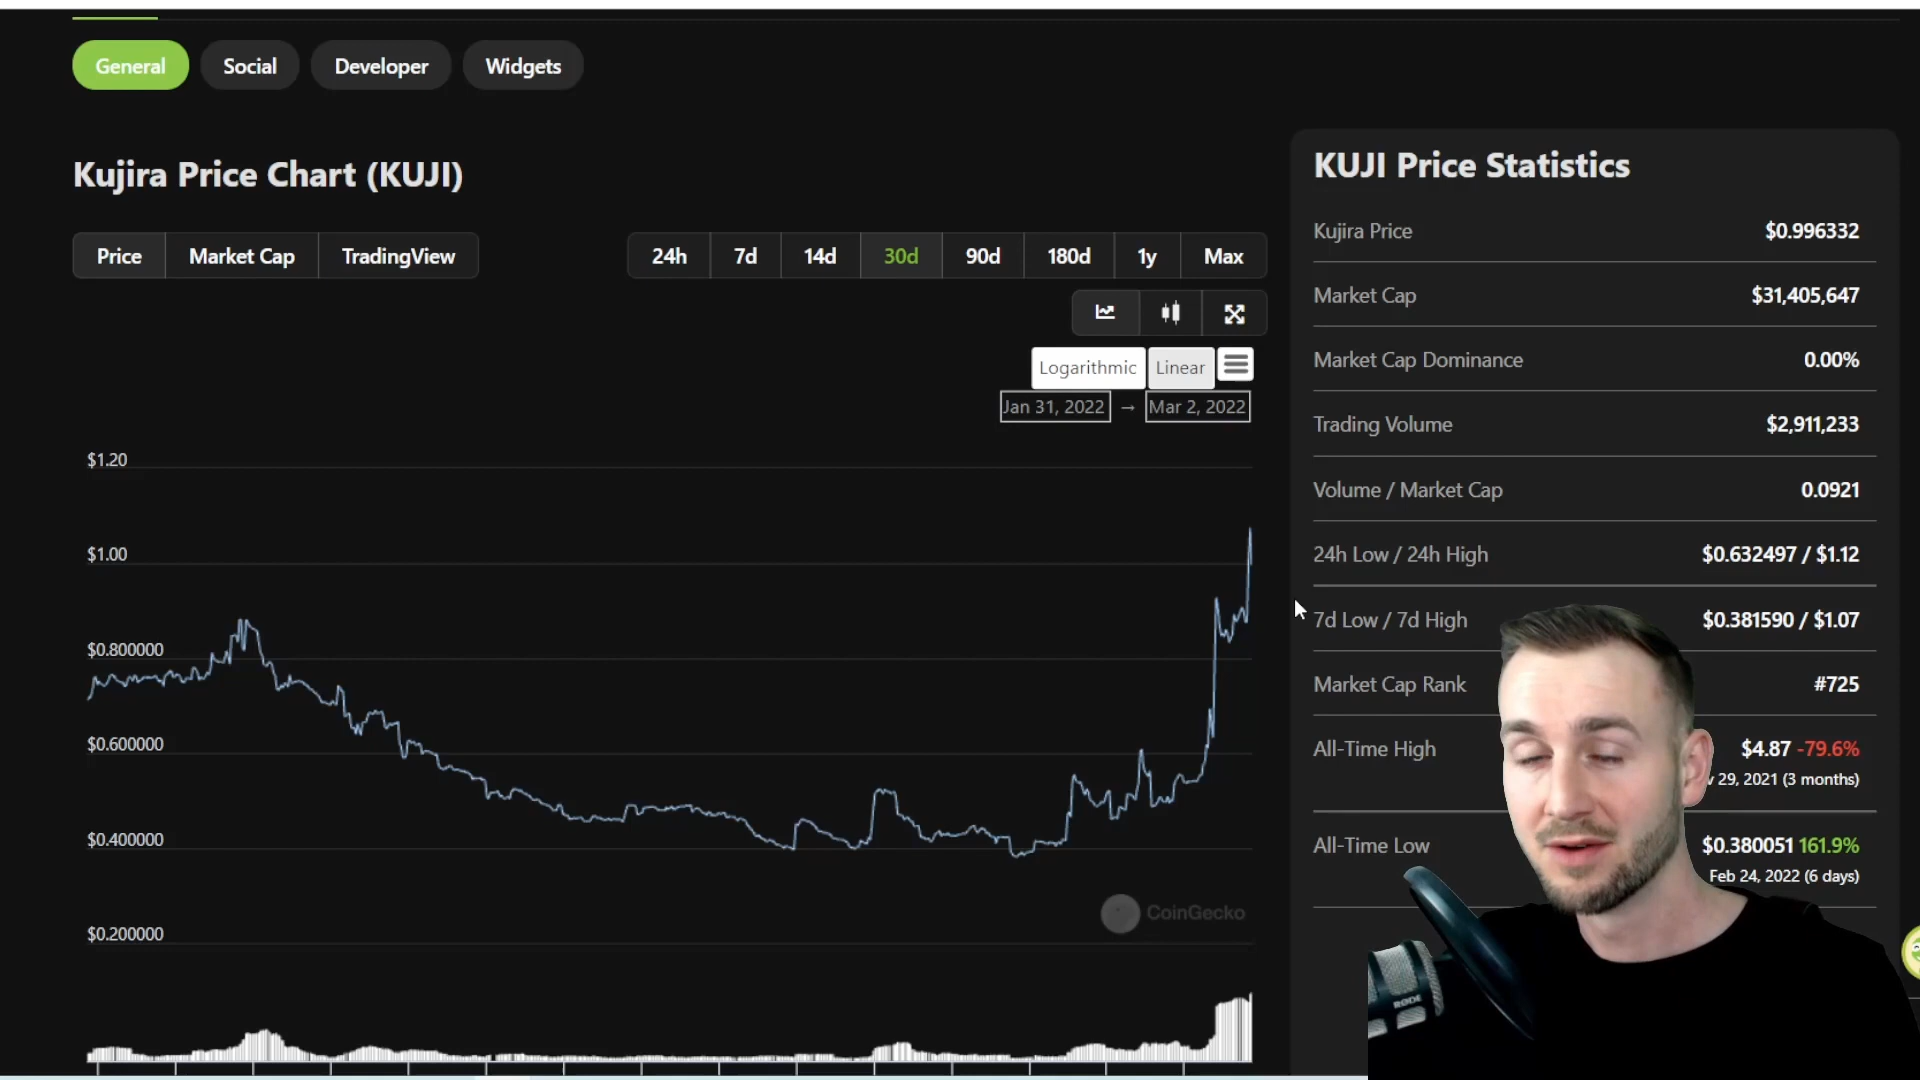 General Social Developer Widgets
Kujira Price Chart (KUJI)
Price Market Cap TradingView
24h 7d 14d 30d 90d 180d 1y Max
Logarithmic Linear
Jan 31, 2022 → Mar 2, 2022
$1.20
$1.00
$0.800000
$0.600000
$0.400000
$0.200000
CoinGecko
KUJI Price Statistics
Kujira Price $0.996332
Market Cap $31,405,647
Market Cap Dominance 0.00%
Trading Volume $2,911,233
Volume / Market Cap 0.0921
24h Low / 24h High $0.632497 / $1.12
7d Low / 7d High $0.381590 / $1.07
Market Cap Rank #725
All-Time High $4.87 -79.6%
29, 2021 (3 months)
All-Time Low $0.380051 161.9%
Feb 24, 2022 (6 days)
RØDE